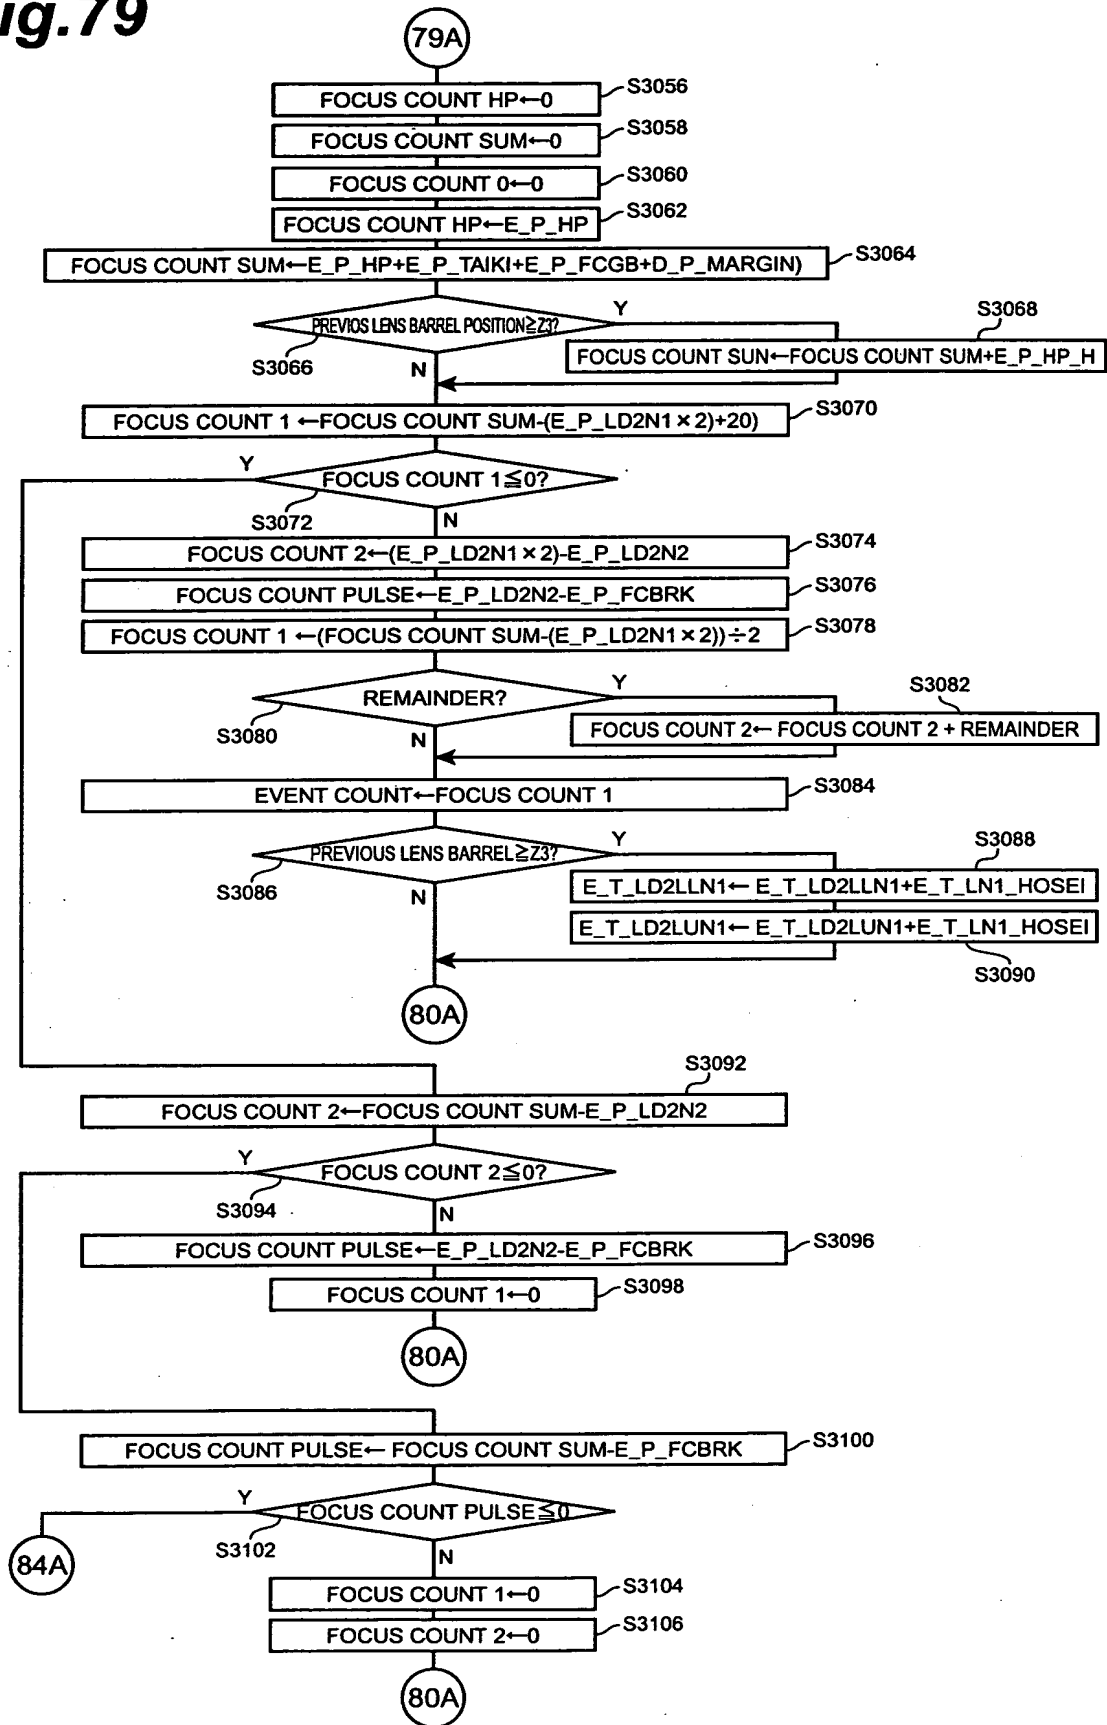 ig.79
79A
FOCUS COUNT HP←0
S3056
FOCUS COUNT SUM←0
S3058
FOCUS COUNT 0←0
S3060
FOCUS COUNT HP←E_P_HP
S3062
FOCUS COUNT SUM←E_P_HP+E_P_TAIKI+E_P_FCGB+D_P_MARGIN)
S3064
PREVIOS LENS BARREL POSITION≧Z3?
Y
S3066
N
S3068
FOCUS COUNT SUN←FOCUS COUNT SUM+E_P_HP_H
FOCUS COUNT 1 ←FOCUS COUNT SUM-(E_P_LD2N1×2)+20)
S3070
Y
FOCUS COUNT 1≦0?
S3072
N
FOCUS COUNT 2←(E_P_LD2N1×2)-E_P_LD2N2
S3074
FOCUS COUNT PULSE←E_P_LD2N2-E_P_FCBRK
S3076
FOCUS COUNT 1 ←(FOCUS COUNT SUM-(E_P_LD2N1×2))÷2
S3078
REMAINDER?
Y
S3080
N
S3082
FOCUS COUNT 2← FOCUS COUNT 2 + REMAINDER
EVENT COUNT←FOCUS COUNT 1
S3084
PREVIOUS LENS BARREL≧Z3?
Y
S3086
N
S3088
E_T_LD2LLN1← E_T_LD2LLN1+E_T_LN1_HOSEI
E_T_LD2LUN1← E_T_LD2LUN1+E_T_LN1_HOSEI
S3090
80A
S3092
FOCUS COUNT 2←FOCUS COUNT SUM-E_P_LD2N2
Y
FOCUS COUNT 2≦0?
S3094
N
FOCUS COUNT PULSE←E_P_LD2N2-E_P_FCBRK
S3096
FOCUS COUNT 1←0
S3098
80A
FOCUS COUNT PULSE← FOCUS COUNT SUM-E_P_FCBRK
S3100
Y
FOCUS COUNT PULSE≦0
S3102
N
84A
FOCUS COUNT 1←0
S3104
FOCUS COUNT 2←0
S3106
80A